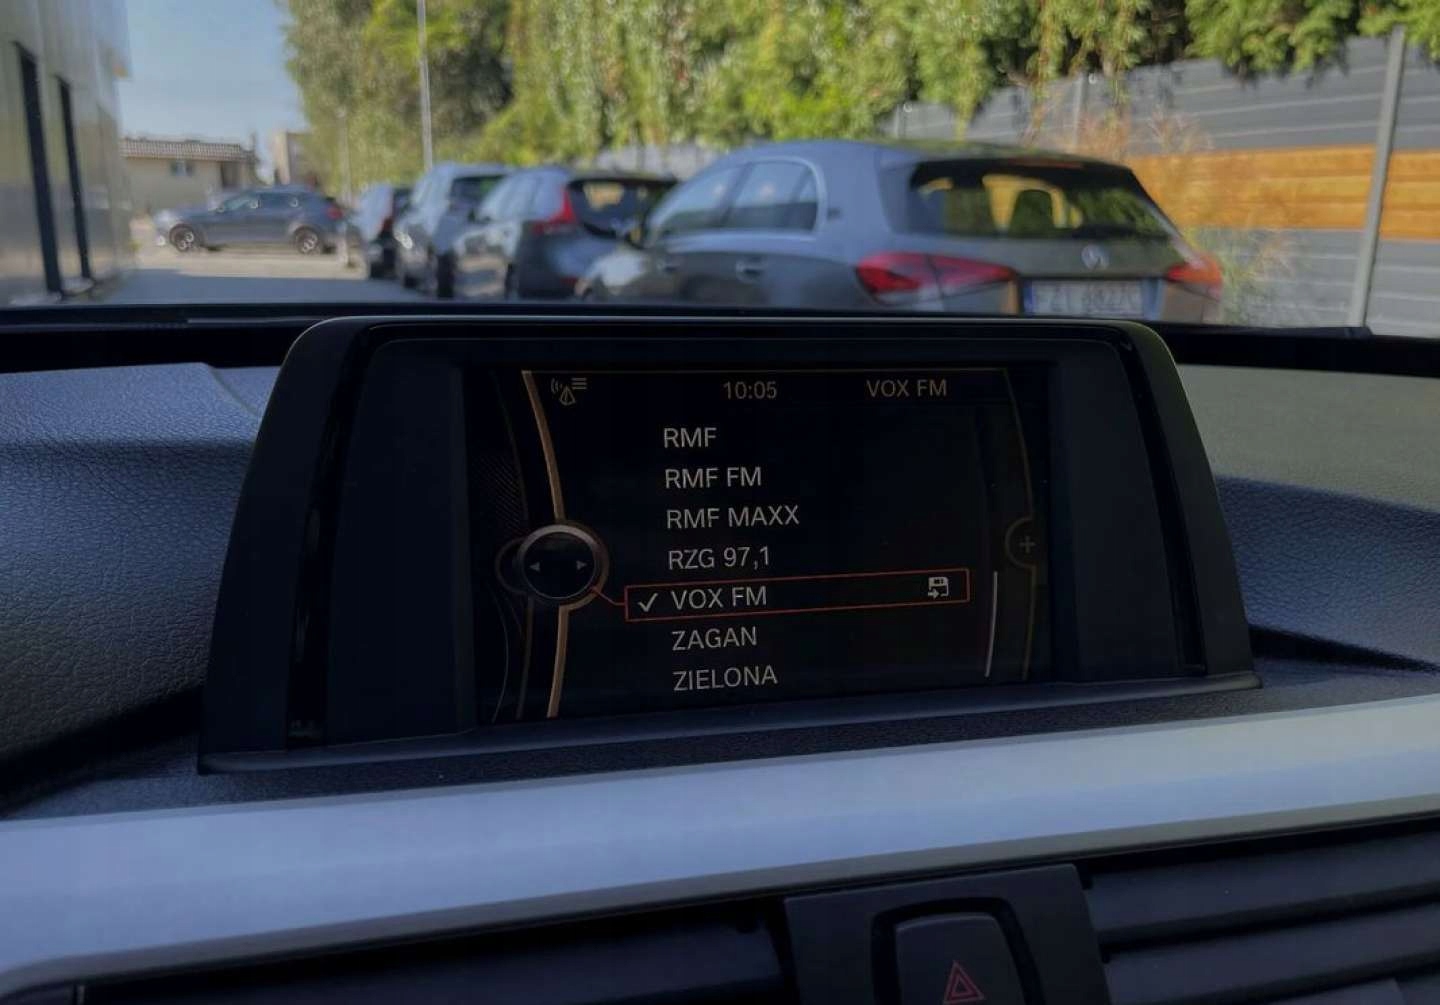 10:05 VOX FM
RMF
RMF FM
RMF MAXX
RZG 97,1
VOX FM
ZAGAN
ZIELONA